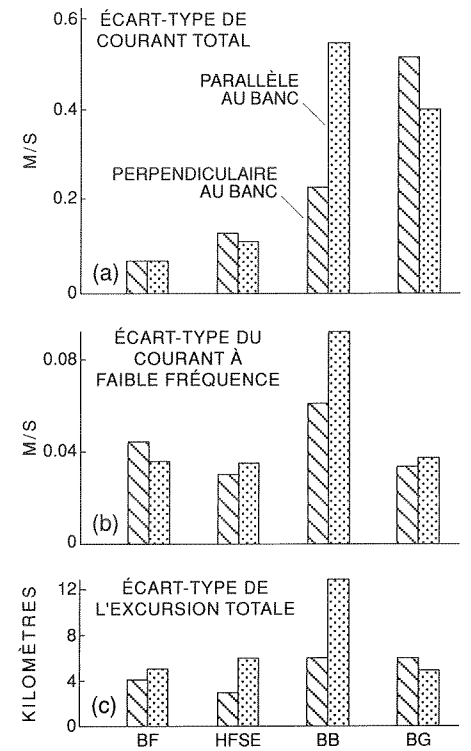 ÉCART-TYPE DE
COURANT TOTAL
PARALLÈLE
AU BANC
PERPENDICULAIRE
AU BANC
M/S
0.6
0.4
0.2
0
(a)
ÉCART-TYPE DU
COURANT À
FAIBLE FRÉQUENCE
M/S
0.08
0.04
0
(b)
ÉCART-TYPE DE
L'EXCURSION TOTALE
KILOMÈTRES
12
8
4
0
(c)
BF HFSE BB BG